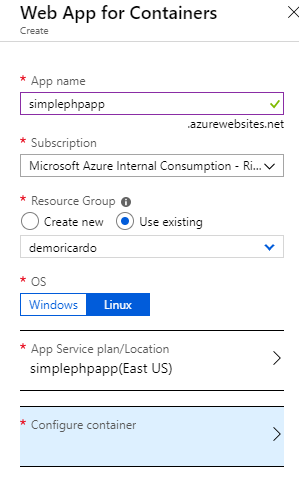 Web App for Containers
Create
* App name
simplephpapp
.azurewebsites.net
* Subscription
Microsoft Azure Internal Consumption - Ri...
* Resource Group
Create new Use existing
demoricardo
* OS
Windows Linux
* App Service plan/Location
simplephpapp(East US)
* Configure container